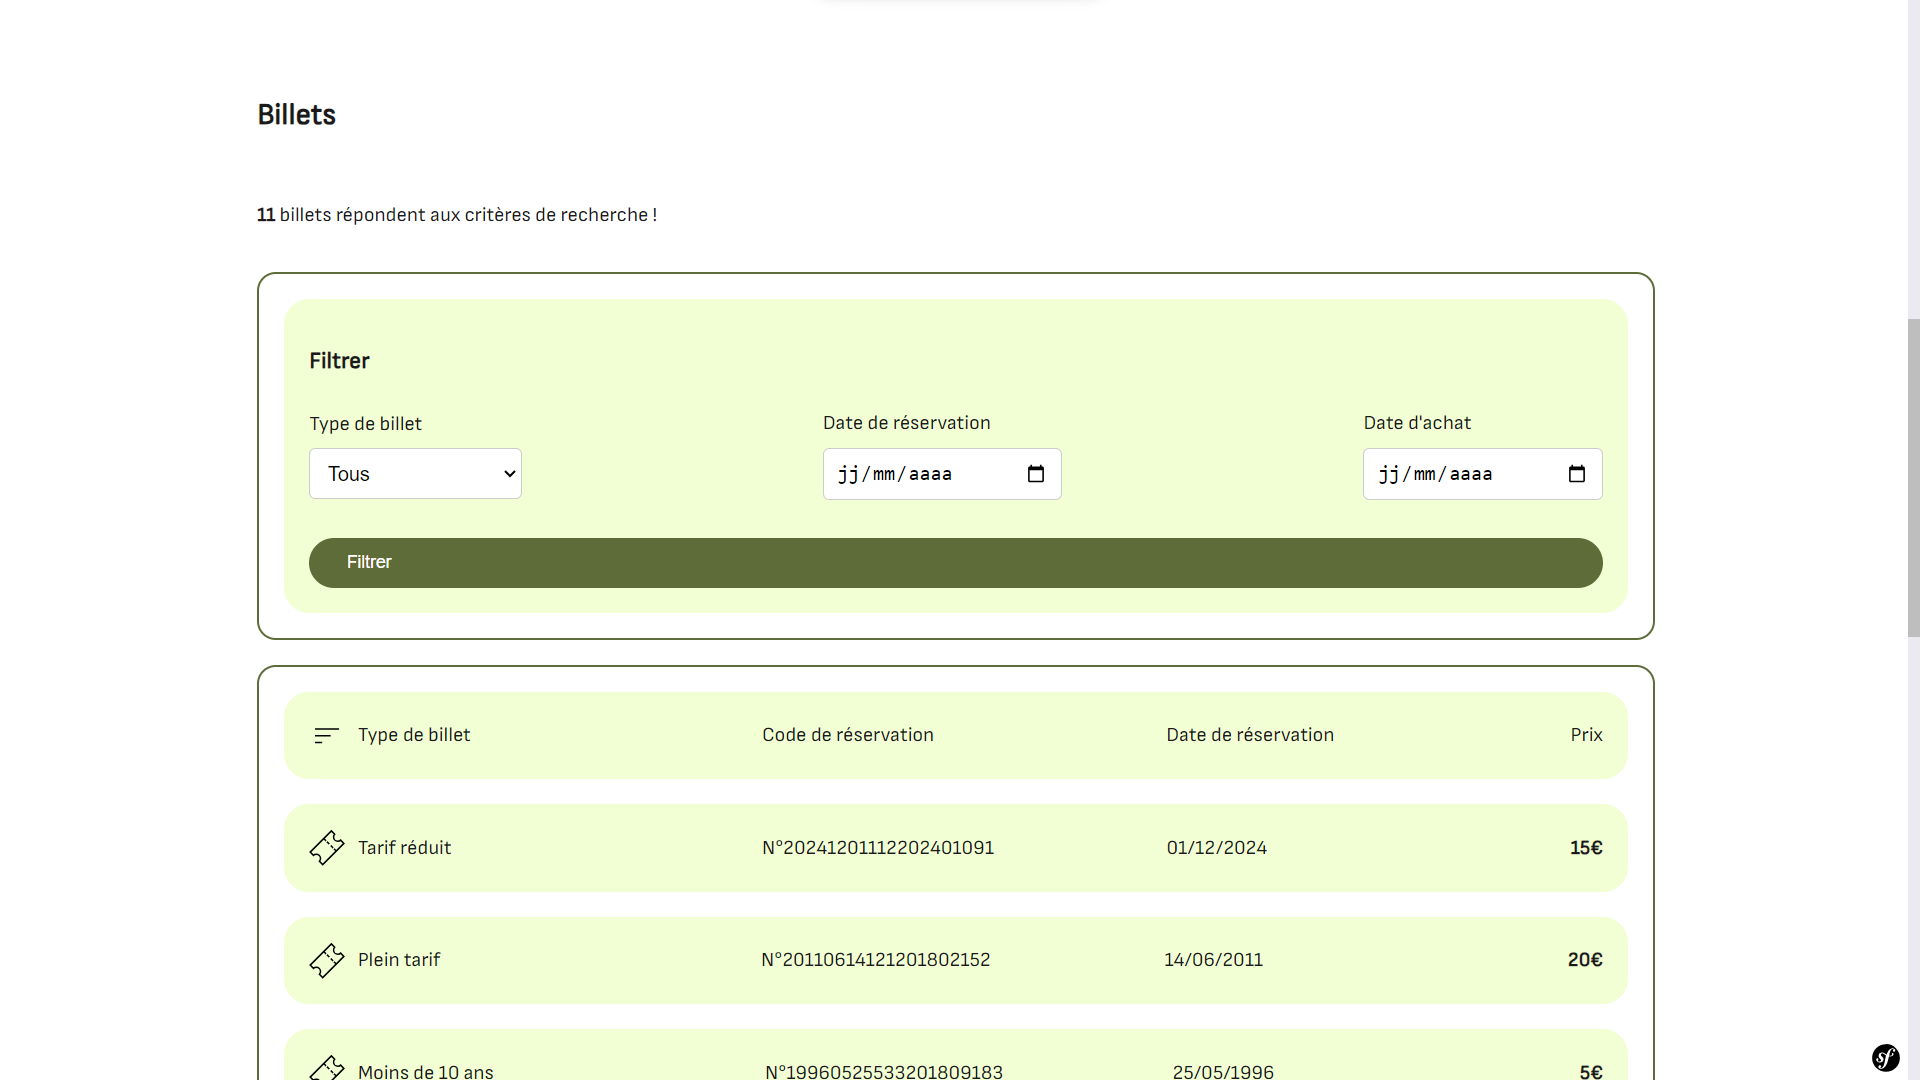 Billets
11 billets répondent aux critères de recherche !
Filtrer
Type de billet Date de réservation Date d'achat
Tous jj/mm/aaaa jj/mm/aaaa
Filtrer
Type de billet Code de réservation Date de réservation Prix
Tarif réduit N°20241201112202401091 01/12/2024 15€
Plein tarif N°20110614121201802152 14/06/2011 20€
Moins de 10 ans N°19960525533201809183 25/05/1996 5€
sf